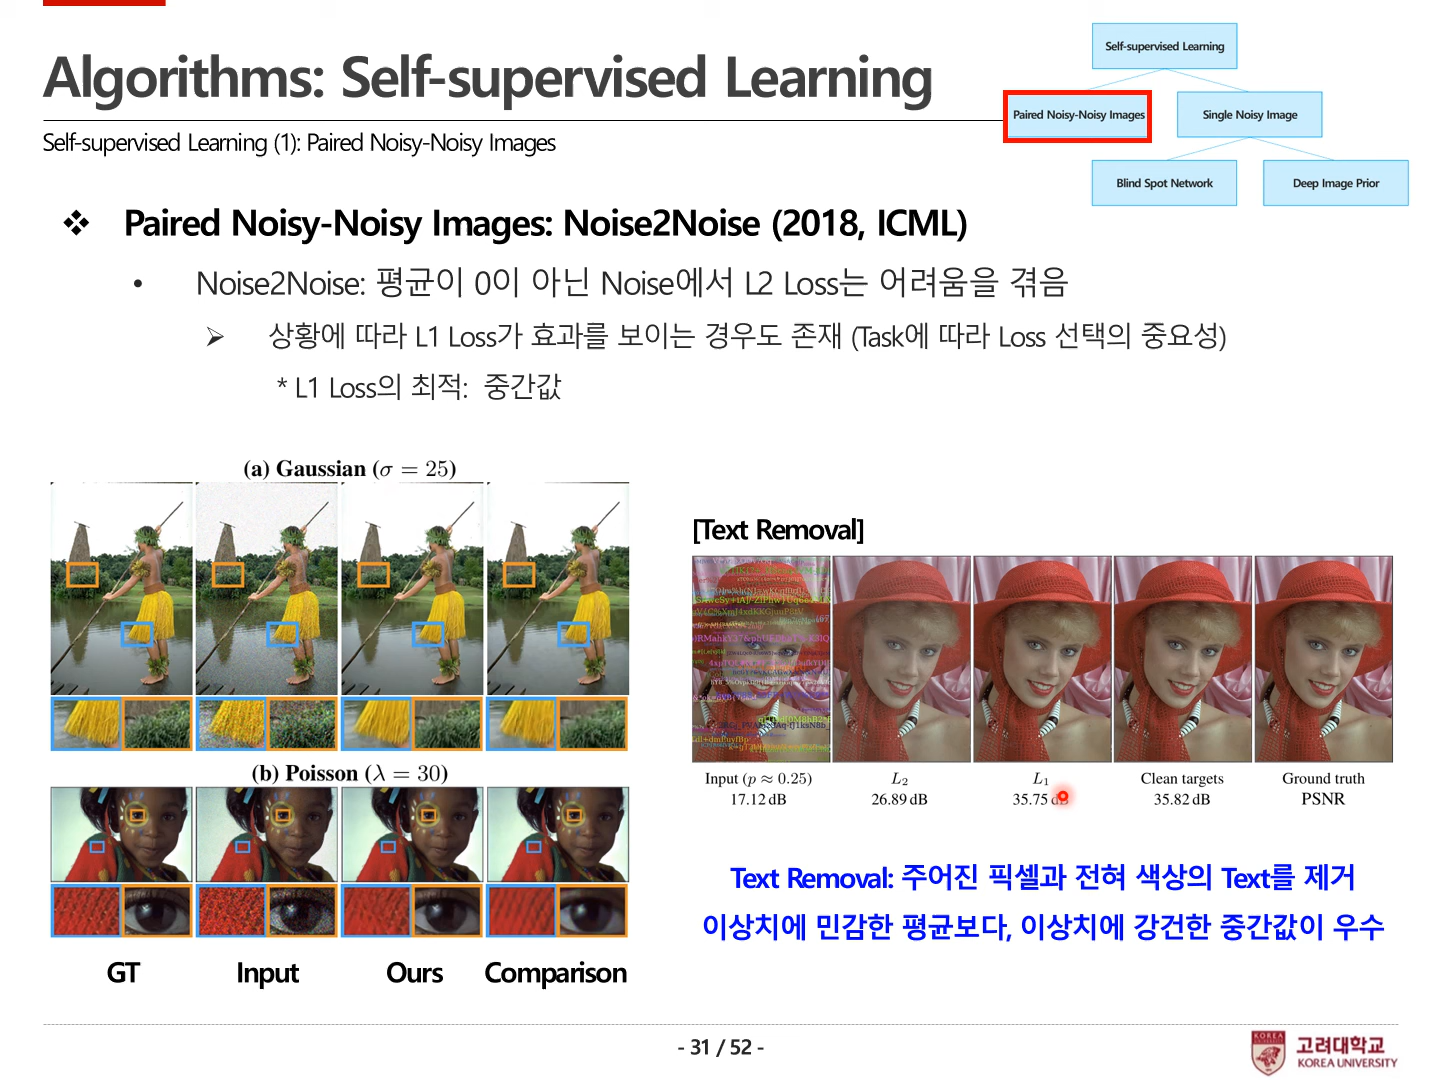 Algorithms: Self-supervised Learning
Self-supervised Learning (1): Paired Noisy-Noisy Images
Self-supervised Learning
Paired Noisy-Noisy Images
Single Noisy Image
Blind Spot Network
Deep Image Prior
❖ Paired Noisy-Noisy Images: Noise2Noise (2018, ICML)
• Noise2Noise: 평균이 0이 아닌 Noise에서 L2 Loss는 어려움을 겪음
➢ 상황에 따라 L1 Loss가 효과를 보이는 경우도 존재 (Task에 따라 Loss 선택의 중요성)
* L1 Loss의 최적: 중간값
(a) Gaussian (σ = 25)
(b) Poisson (λ = 30)
GT Input Ours Comparison
[Text Removal]
Input (p ≈ 0.25) L₂ L₁ Clean targets Ground truth
17.12 dB 26.89 dB 35.75 35.82 dB PSNR
Text Removal: 주어진 픽셀과 전혀 색상의 Text를 제거
이상치에 민감한 평균보다, 이상치에 강건한 중간값이 우수
- 31 / 52 -
고려대학교
KOREA UNIVERSITY